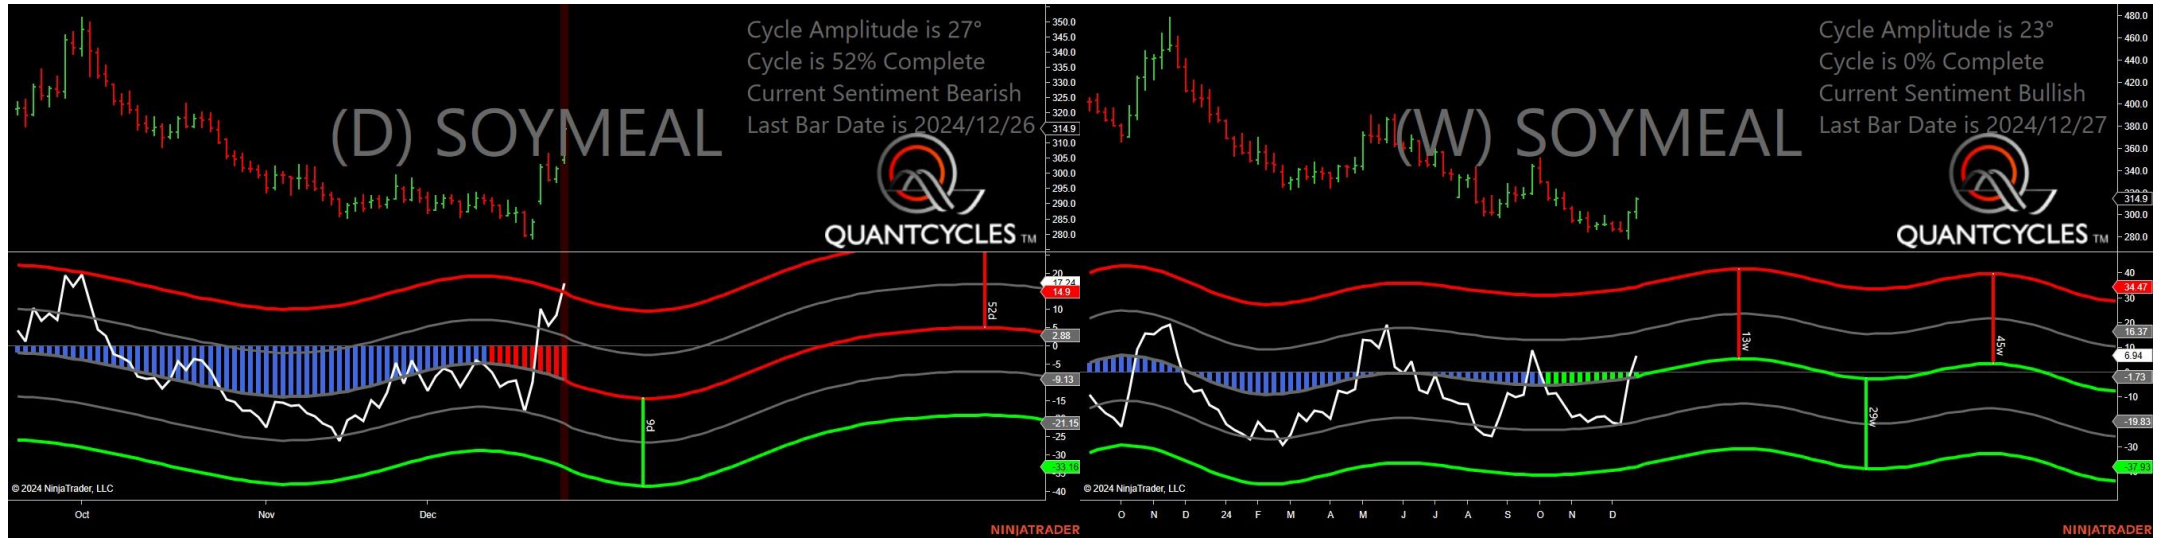 Cycle Amplitude is 27°
Cycle is 52% Complete
Current Sentiment Bearish
Last Bar Date is 2024/12/26
(D) SOYMEAL
QUANTCYCLES TM
350.0
345.0
340.0
335.0
330.0
325.0
320.0
314.9
310.0
305.0
300.0
295.0
290.0
285.0
280.0
20
17.24
14.9
10
5
2.88
0
-5
-9.13
-15
-21.15
-25
-30
-33.16
-40
52d
9d
© 2024 NinjaTrader, LLC
Oct
Nov
Dec
NINJATRADER
Cycle Amplitude is 23°
Cycle is 0% Complete
Current Sentiment Bullish
Last Bar Date is 2024/12/27
(W) SOYMEAL
QUANTCYCLES TM
480.0
460.0
440.0
420.0
400.0
380.0
360.0
340.0
314.9
300.0
280.0
40
34.47
30
20
16.37
10
6.94
-1.73
-10
-19.83
-30
-37.93
13w
29w
45w
© 2024 NinjaTrader, LLC
O
N
D
24
F
M
A
M
J
J
A
S
O
N
D
NINJATRADER